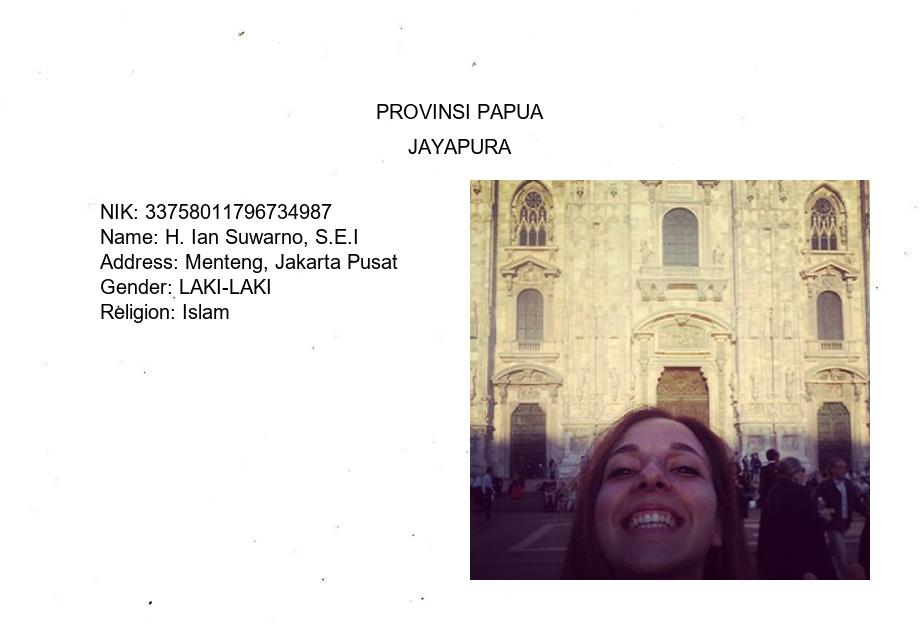 PROVINSI PAPUA
JAYAPURA
NIK: 33758011796734987
Name: H. Ian Suwarno, S.E.I
Address: Menteng, Jakarta Pusat
Gender: LAKI-LAKI
Religion: Islam